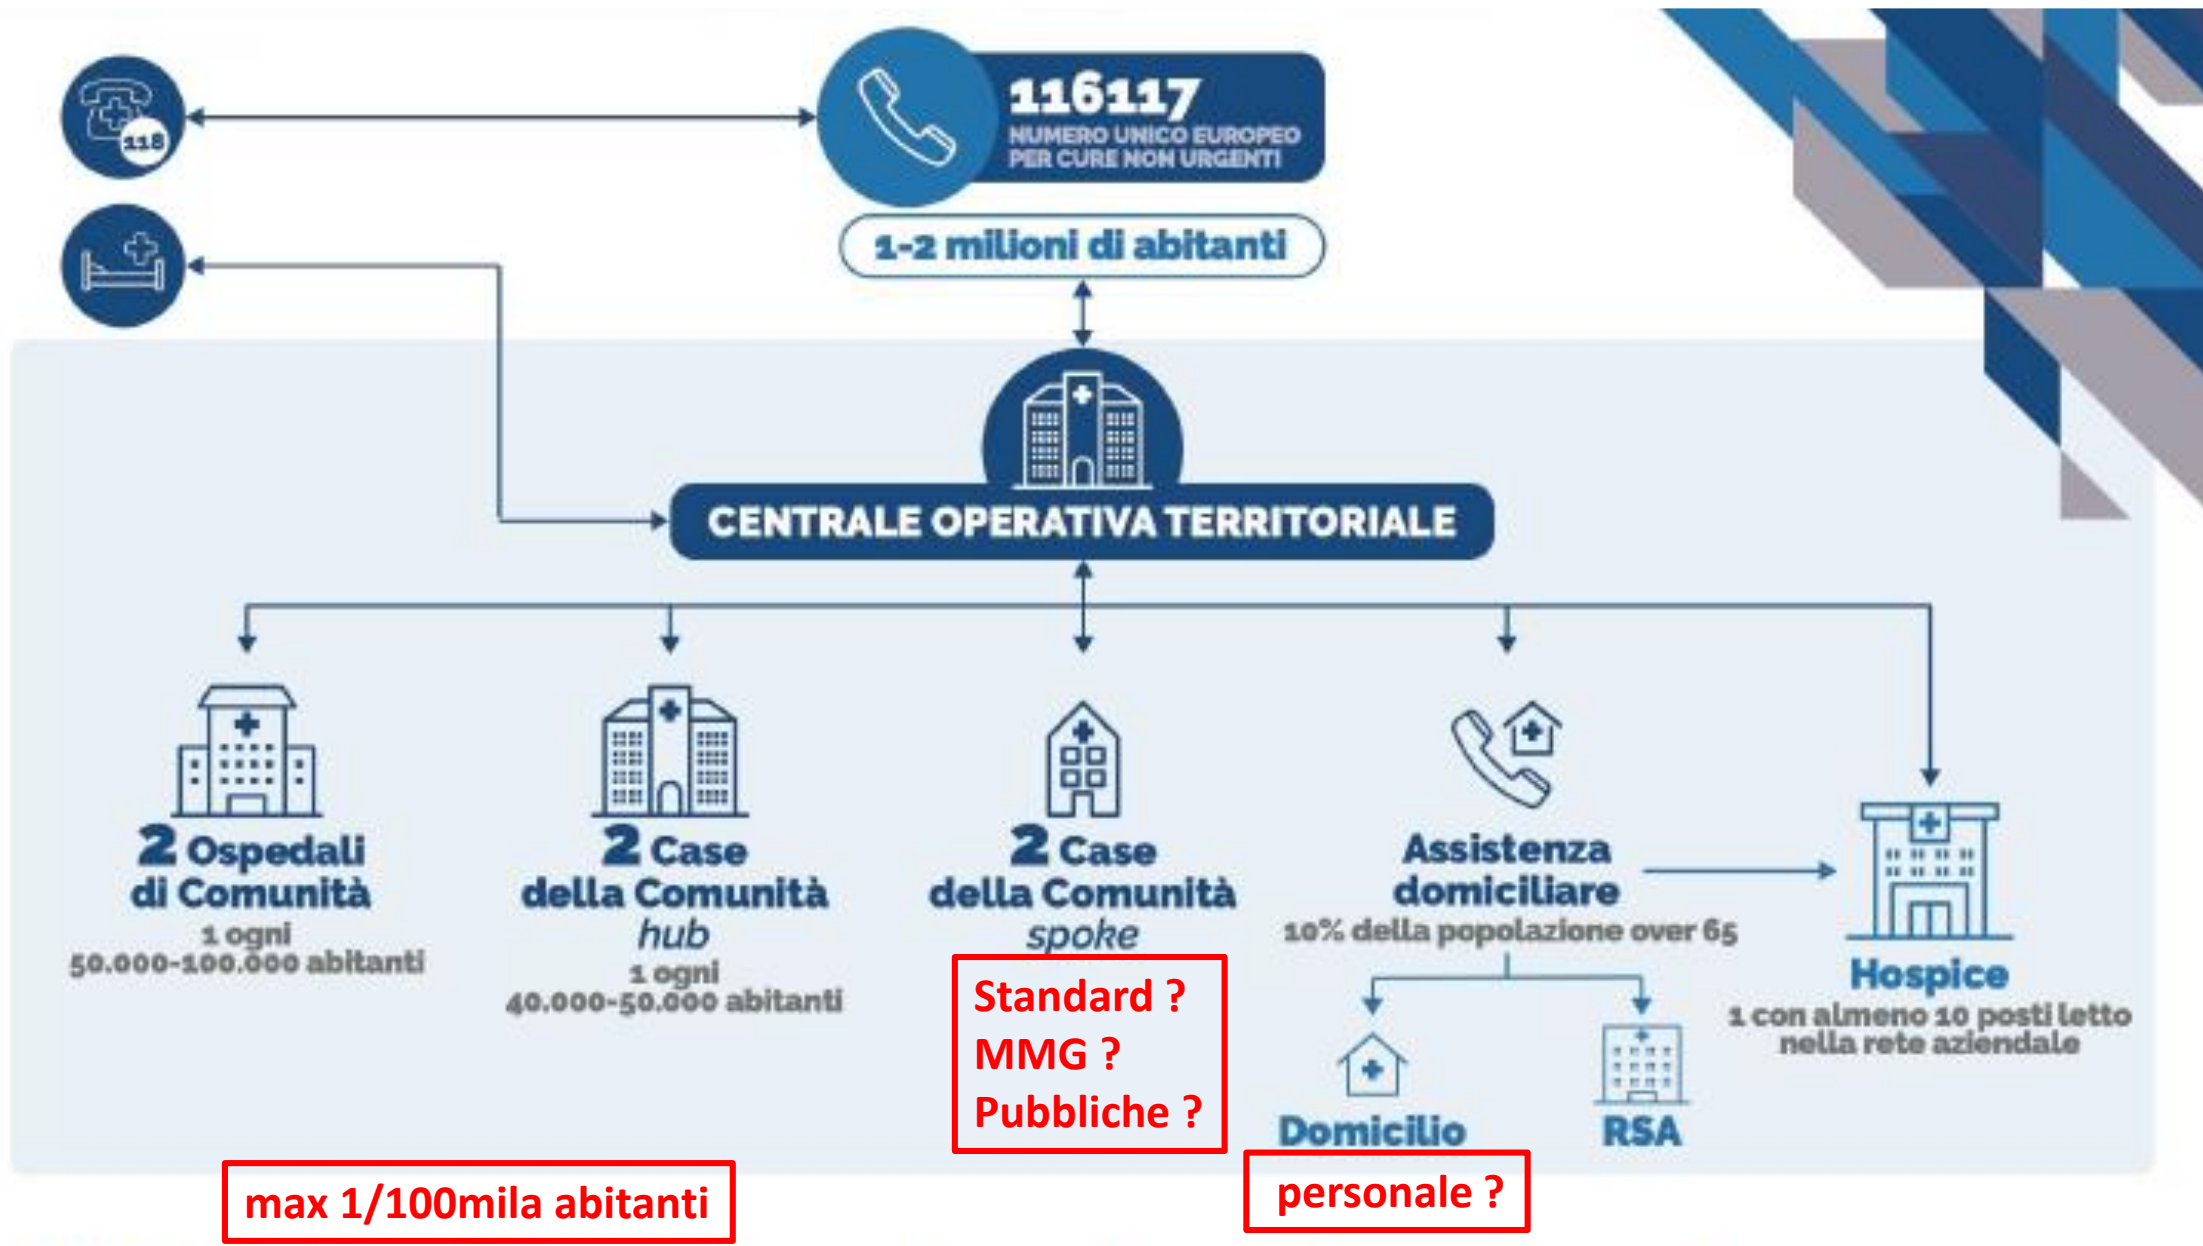 118
116117
NUMERO UNICO EUROPEO
PER CURE NON URGENTI
1-2 milioni di abitanti
CENTRALE OPERATIVA TERRITORIALE
2 Ospedali
di Comunità
1 ogni
50.000-100.000 abitanti
2 Case
della Comunità
hub
1 ogni
40.000-50.000 abitanti
2 Case
della Comunità
spoke
Standard ?
MMG ?
Pubbliche ?
Assistenza
domiciliare
10% della popolazione over 65
Domicilio
RSA
Hospice
1 con almeno 10 posti letto
nella rete aziendale
max 1/100mila abitanti
personale ?